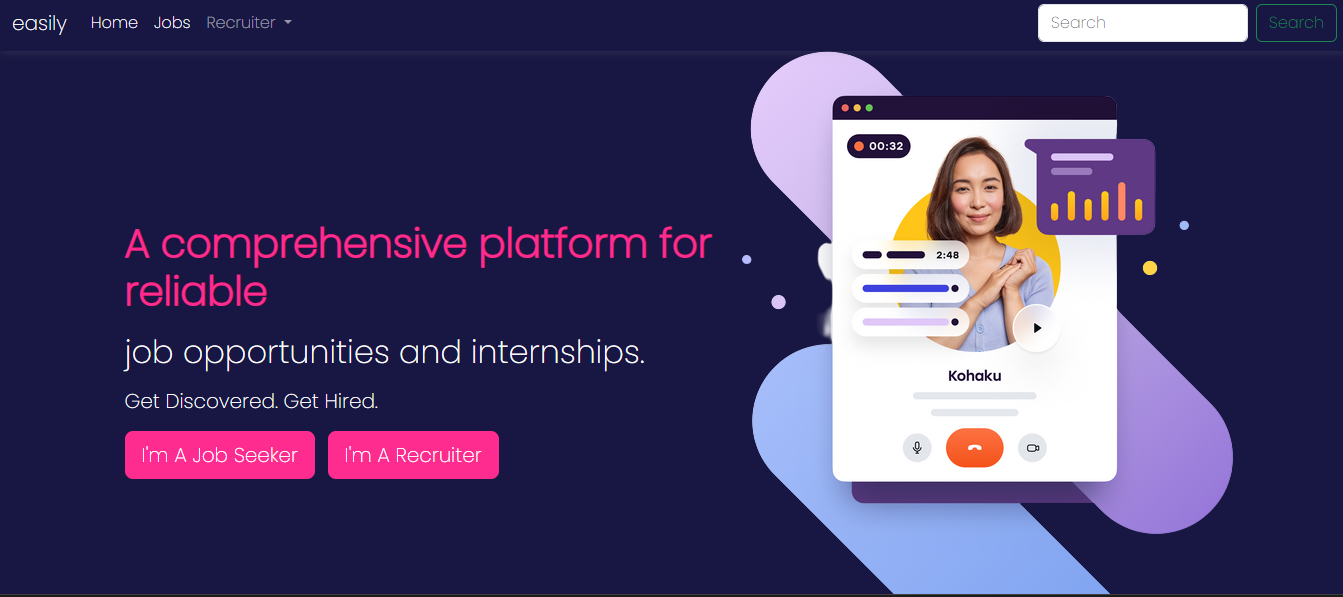 easily Home Jobs Recruiter Search Search
00:32
2:48
A comprehensive platform for
reliable
job opportunities and internships.
Get Discovered. Get Hired.
I'm A Job Seeker I'm A Recruiter
Kohaku